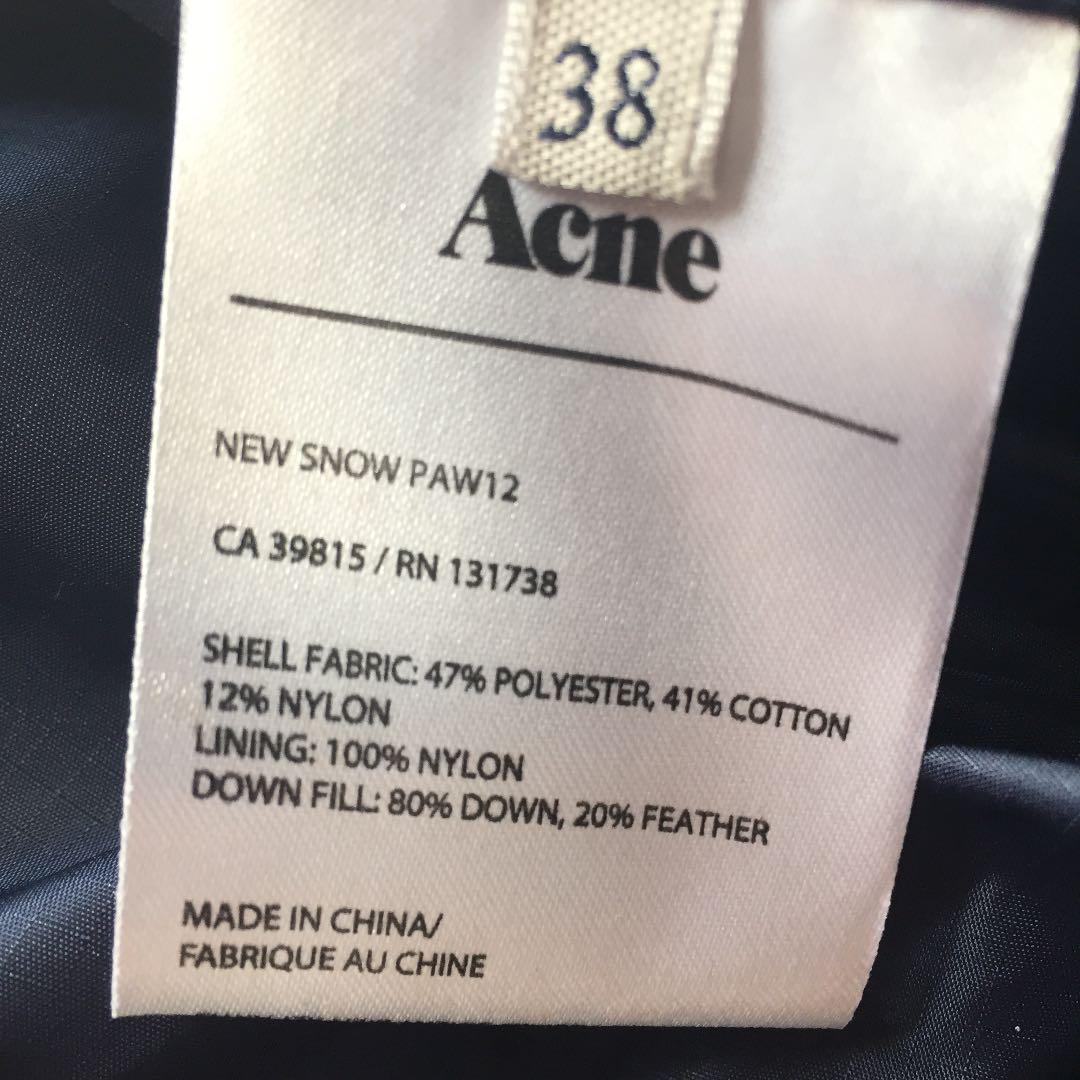 38
Acne
NEW SNOW PAW12
CA 39815 / RN 131738
SHELL FABRIC: 47% POLYESTER, 41% COTTON
12% NYLON
LINING: 100% NYLON
DOWN FILL: 80% DOWN, 20% FEATHER
MADE IN CHINA/
FABRIQUE AU CHINE